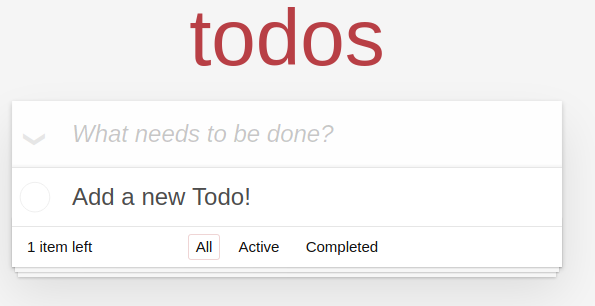 todos
What needs to be done?
Add a new Todo!
1 item left All Active Completed